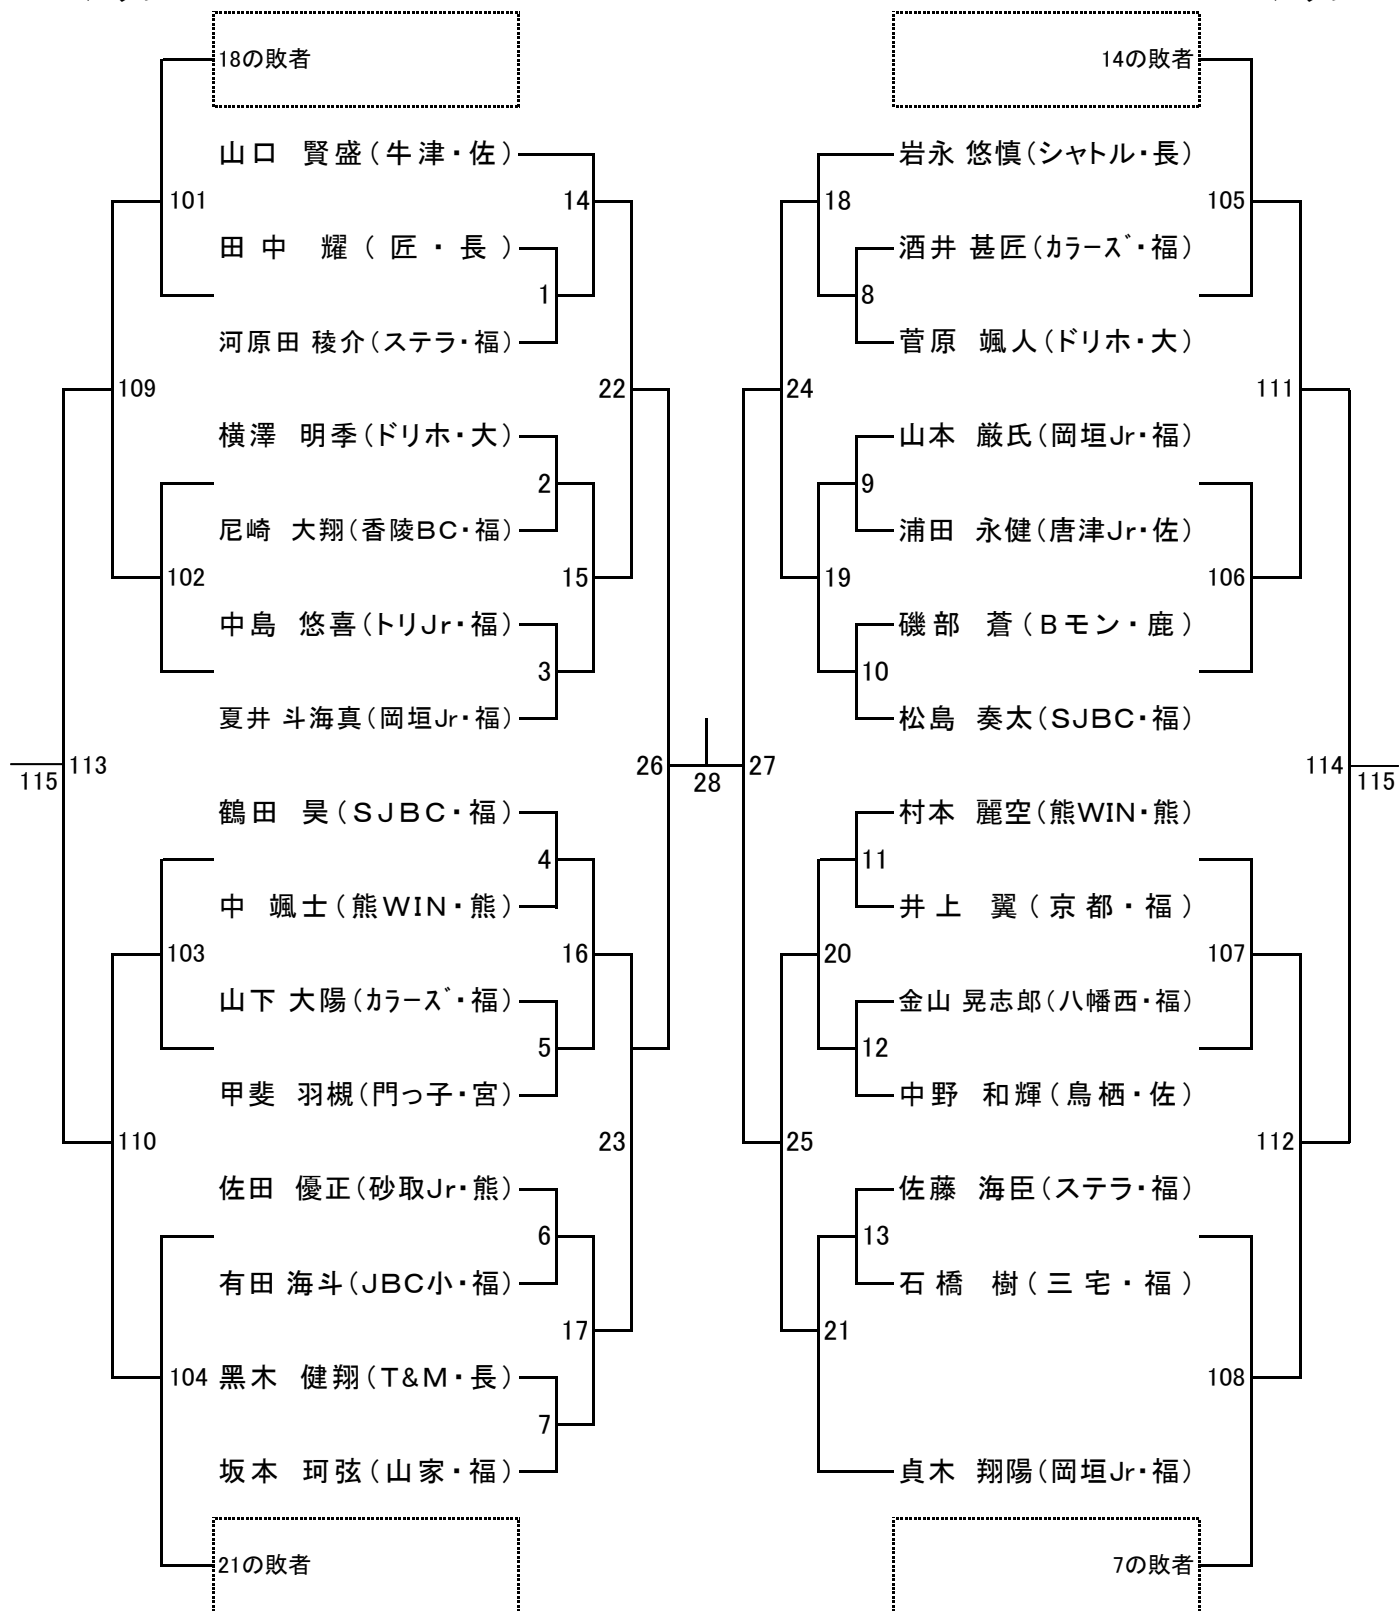 18の敗者 14の敗者
山口 賢盛(牛津・佐) 岩永 悠慎(シャトル・長)
101 14 18 105
田中 耀(匠・長) 酒井 甚匠(ｶﾗｰｽﾞ・福)
1 8
河原田 稜介(ステラ・福) 菅原 颯人(ドリホ・大)
109 22 24 111
横澤 明季(ドリホ・大) 山本 厳氏(岡垣Jr・福)
2 9
尼崎 大翔(香陵BC・福) 浦田 永健(唐津Jr・佐)
102 15 19 106
中島 悠喜(トリJr・福) 磯部 蒼(Bモン・鹿)
3 10
夏井 斗海真(岡垣Jr・福) 松島 奏太(SJBC・福)
115 113 26 28 27 114 115
鶴田 昊(SJBC・福) 村本 麗空(熊WIN・熊)
4 11
中 颯士(熊WIN・熊) 井上 翼(京都・福)
103 16 20 107
山下 大陽(ｶﾗｰｽﾞ・福) 金山 晃志郎(八幡西・福)
5 12
甲斐 羽槻(門っ子・宮) 中野 和輝(鳥栖・佐)
110 23 25 112
佐田 優正(砂取Jr・熊) 佐藤 海臣(ステラ・福)
6 13
有田 海斗(JBC小・福) 石橋 樹(三宅・福)
17 21
104 黒木 健翔(T&M・長) 108
7
坂本 珂弦(山家・福) 貞木 翔陽(岡垣Jr・福)
21の敗者 7の敗者